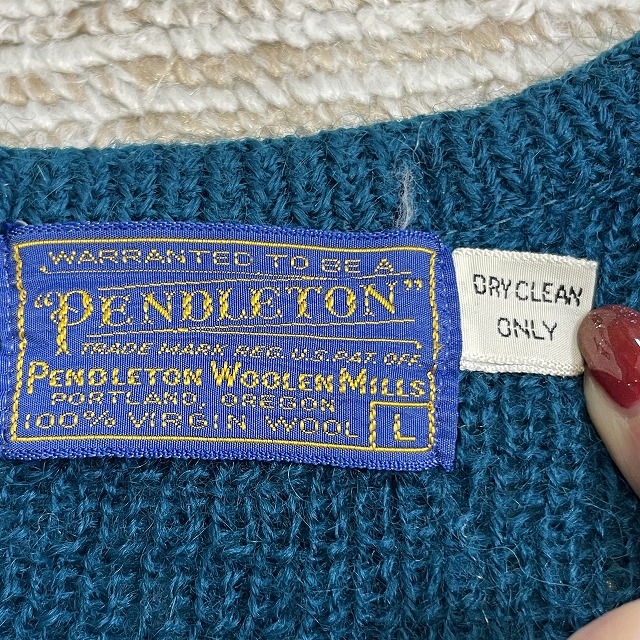 WARRANTED TO BE A
"PENDLETON"
TRADE MARK REG. U.S. PAT. OFF.
PENDLETON WOOLEN MILLS
PORTLAND, OREGON
100% VIRGIN WOOL
L
DRY CLEAN
ONLY